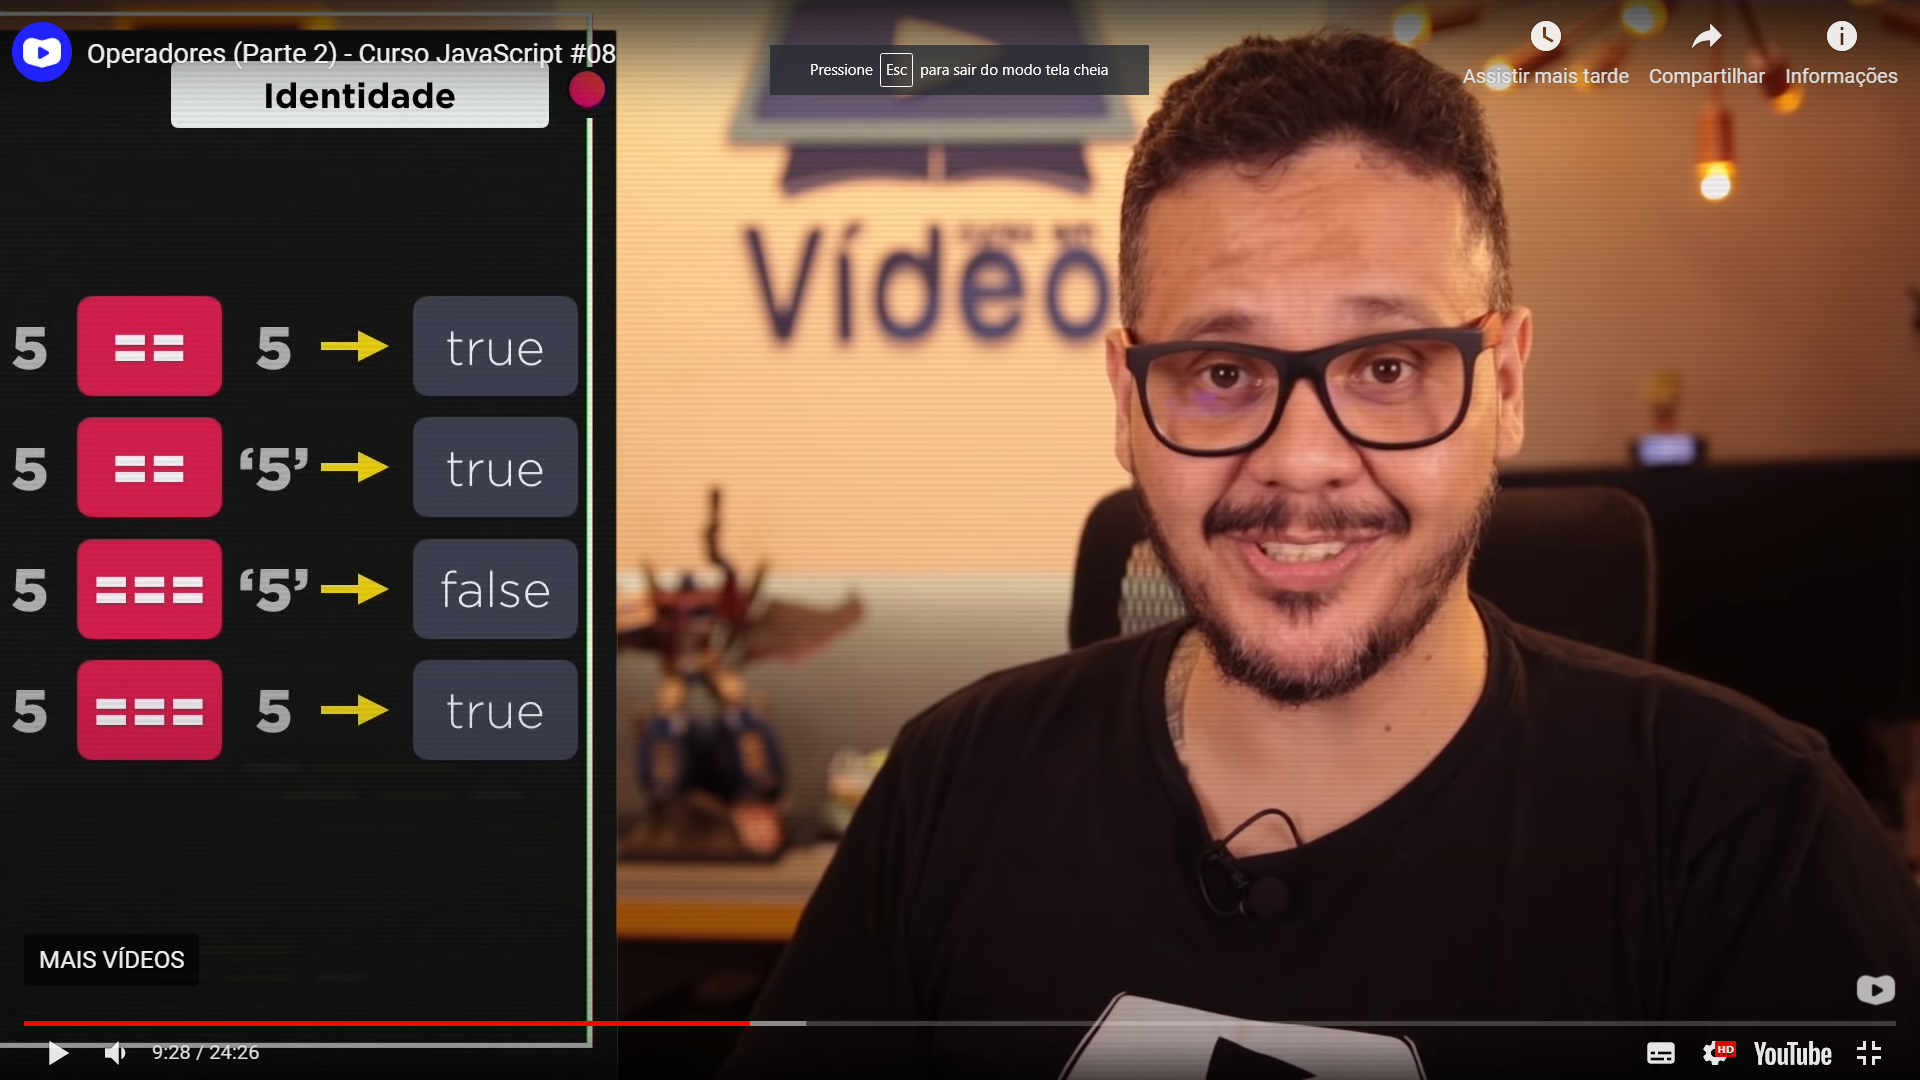 Operadores (Parte 2) - Curso JavaScript #08
Pressione Esc para sair do modo tela cheia
Assistir mais tarde
Compartilhar
Informações
Identidade
Vídeo
5 == 5 → true
5 == ‘5’ → true
5 === ‘5’ → false
5 === 5 → true
MAIS VÍDEOS
9:28 / 24:26
HD
YouTube